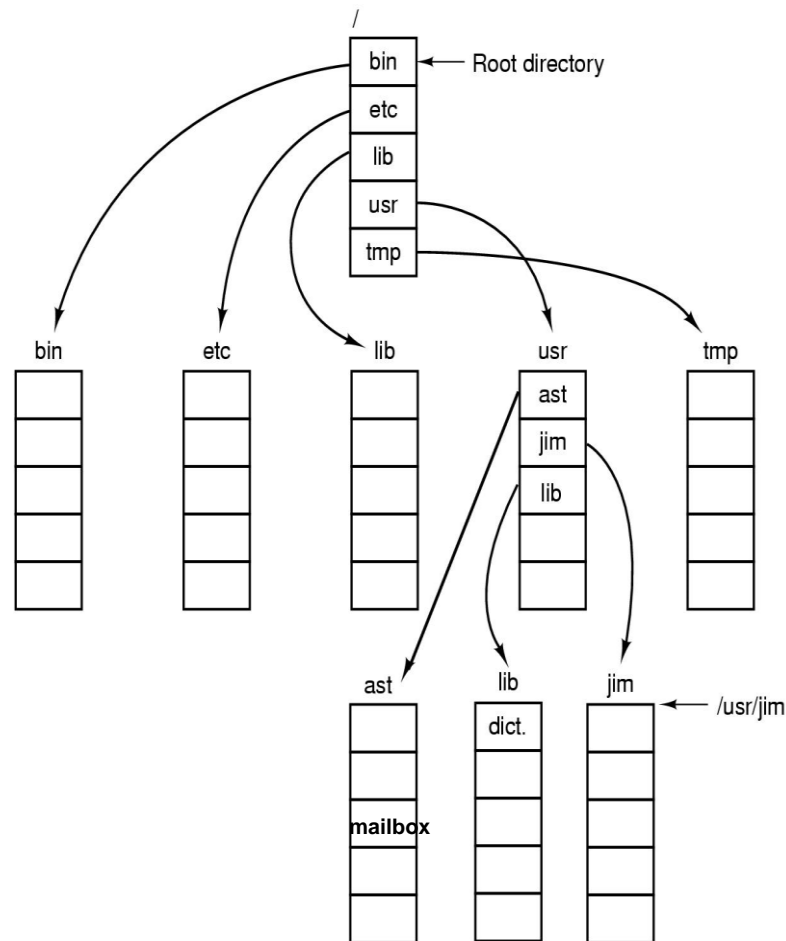 /
bin
Root directory
etc
lib
usr
tmp
bin
etc
lib
usr
tmp
ast
jim
lib
ast
lib
jim
/usr/jim
dict.
mailbox